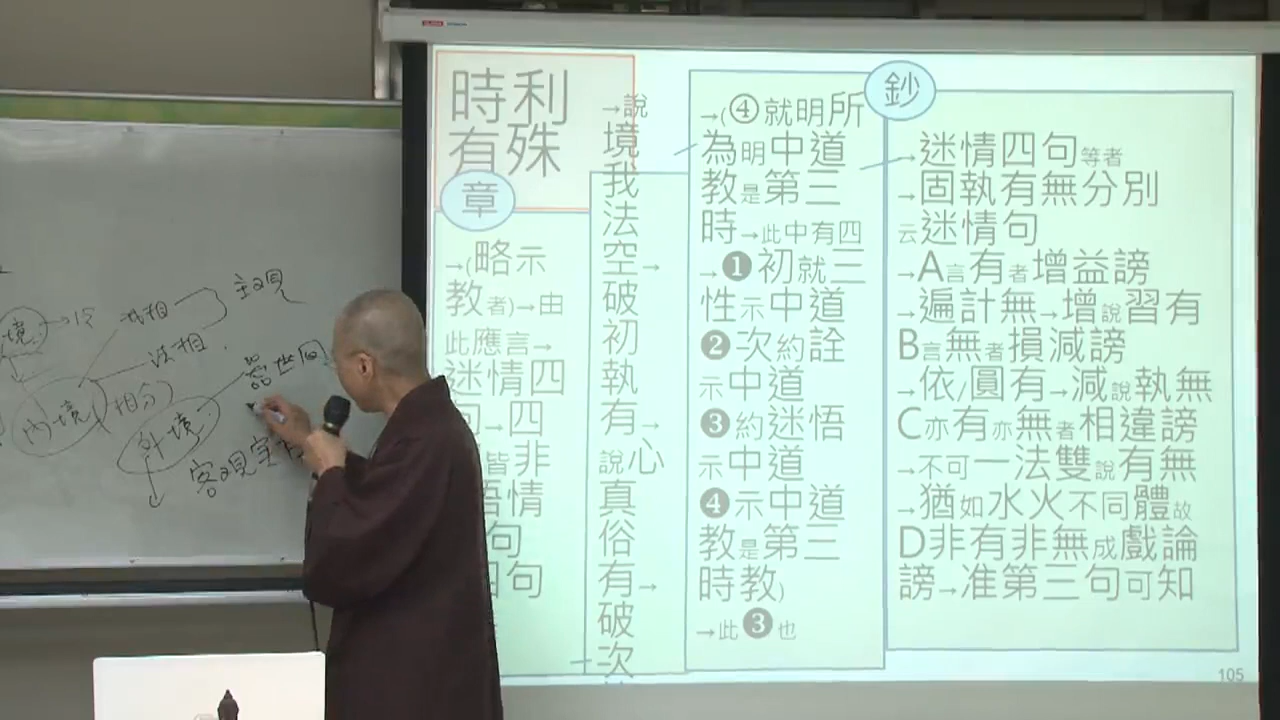 時利
有殊
章
→(略示
教者)→由
此應言→
迷情四
→四
皆非
情
句
句
→說
境
我
法
空→
破
初
執
有→
說心
真
俗
有→
破
次
→(④就明所
為明中道
教是第三
時→此中有四
→❶初就三
性示中道
❷次約詮
示中道
❸約迷悟
示中道
❹示中道
教是第三
時教)
→此❸也
鈔
→迷情四句等者
→固執有無分別
云迷情句
→A言有者增益謗
→遍計無→增說習有
B言無者損減謗
→依/圓有→減說執無
C亦有亦無者相違謗
→不可一法雙說有無
→猶如水火不同體故
D非有非無成戲論
謗→准第三句可知
105
主觀
我相
法相
境
內境(相分)
外境
器世間
客觀